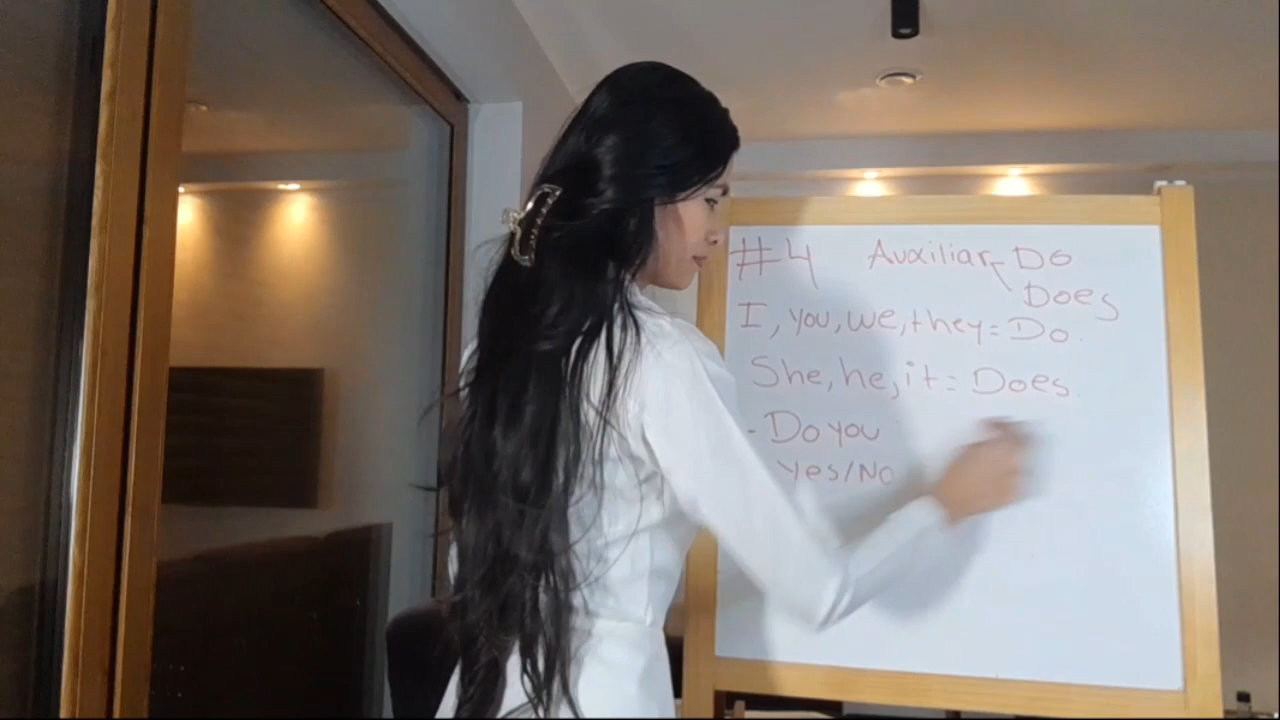 #4 Auxiliar Do
Does
I, you, we, they = Do.
She, he, it = Does.
- Do you
Yes/No